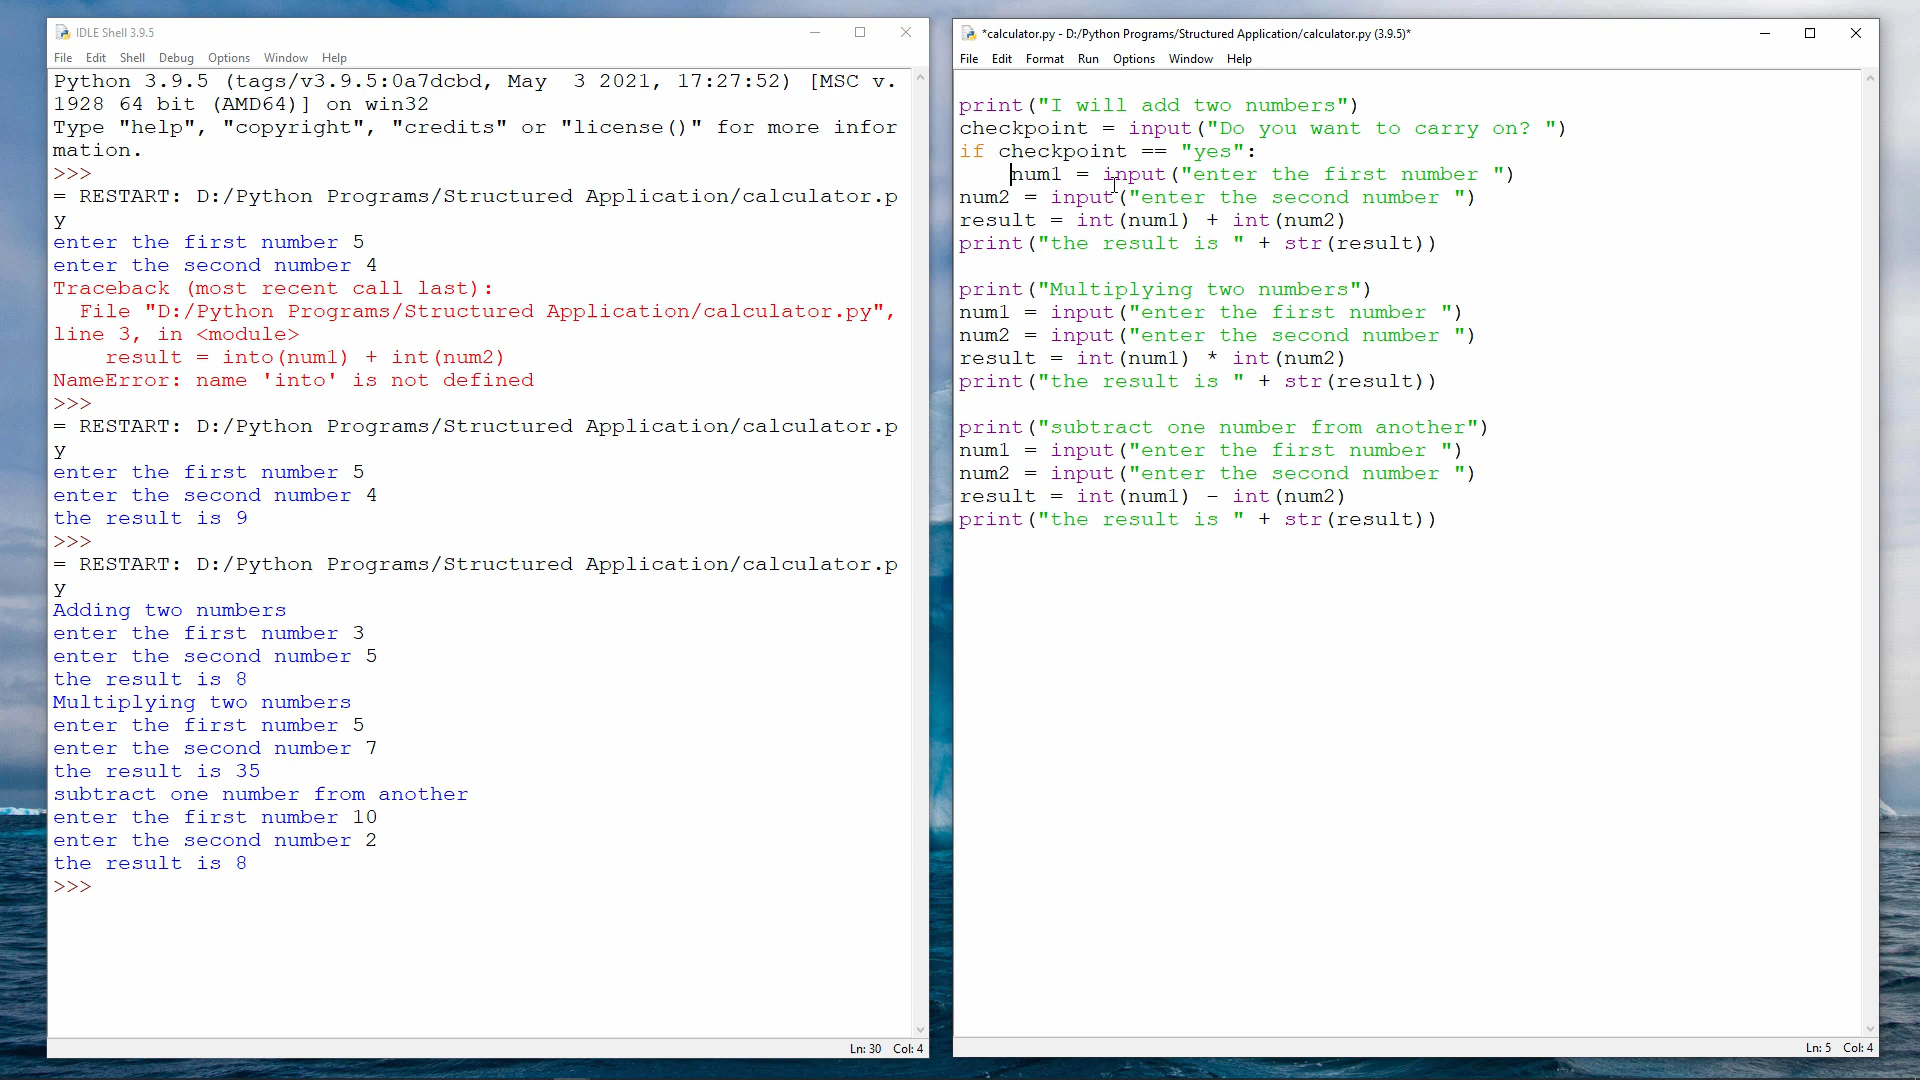 IDLE Shell 3.9.5
File Edit Shell Debug Options Window Help
Python 3.9.5 (tags/v3.9.5:0a7dcbd, May  3 2021, 17:27:52) [MSC v.
1928 64 bit (AMD64)] on win32
Type "help", "copyright", "credits" or "license()" for more infor
mation.
>>>
= RESTART: D:/Python Programs/Structured Application/calculator.p
y
enter the first number 5
enter the second number 4
Traceback (most recent call last):
  File "D:/Python Programs/Structured Application/calculator.py",
line 3, in <module>
    result = into(num1) + int(num2)
NameError: name 'into' is not defined
>>>
= RESTART: D:/Python Programs/Structured Application/calculator.p
y
enter the first number 5
enter the second number 4
the result is 9
>>>
= RESTART: D:/Python Programs/Structured Application/calculator.p
y
Adding two numbers
enter the first number 3
enter the second number 5
the result is 8
Multiplying two numbers
enter the first number 5
enter the second number 7
the result is 35
subtract one number from another
enter the first number 10
enter the second number 2
the result is 8
>>>
Ln: 30 Col: 4
*calculator.py - D:/Python Programs/Structured Application/calculator.py (3.9.5)*
File Edit Format Run Options Window Help
print("I will add two numbers")
checkpoint = input("Do you want to carry on? ")
if checkpoint == "yes":
    num1 = input("enter the first number ")
num2 = input("enter the second number ")
result = int(num1) + int(num2)
print("the result is " + str(result))
print("Multiplying two numbers")
num1 = input("enter the first number ")
num2 = input("enter the second number ")
result = int(num1) * int(num2)
print("the result is " + str(result))
print("subtract one number from another")
num1 = input("enter the first number ")
num2 = input("enter the second number ")
result = int(num1) - int(num2)
print("the result is " + str(result))
Ln: 5 Col: 4